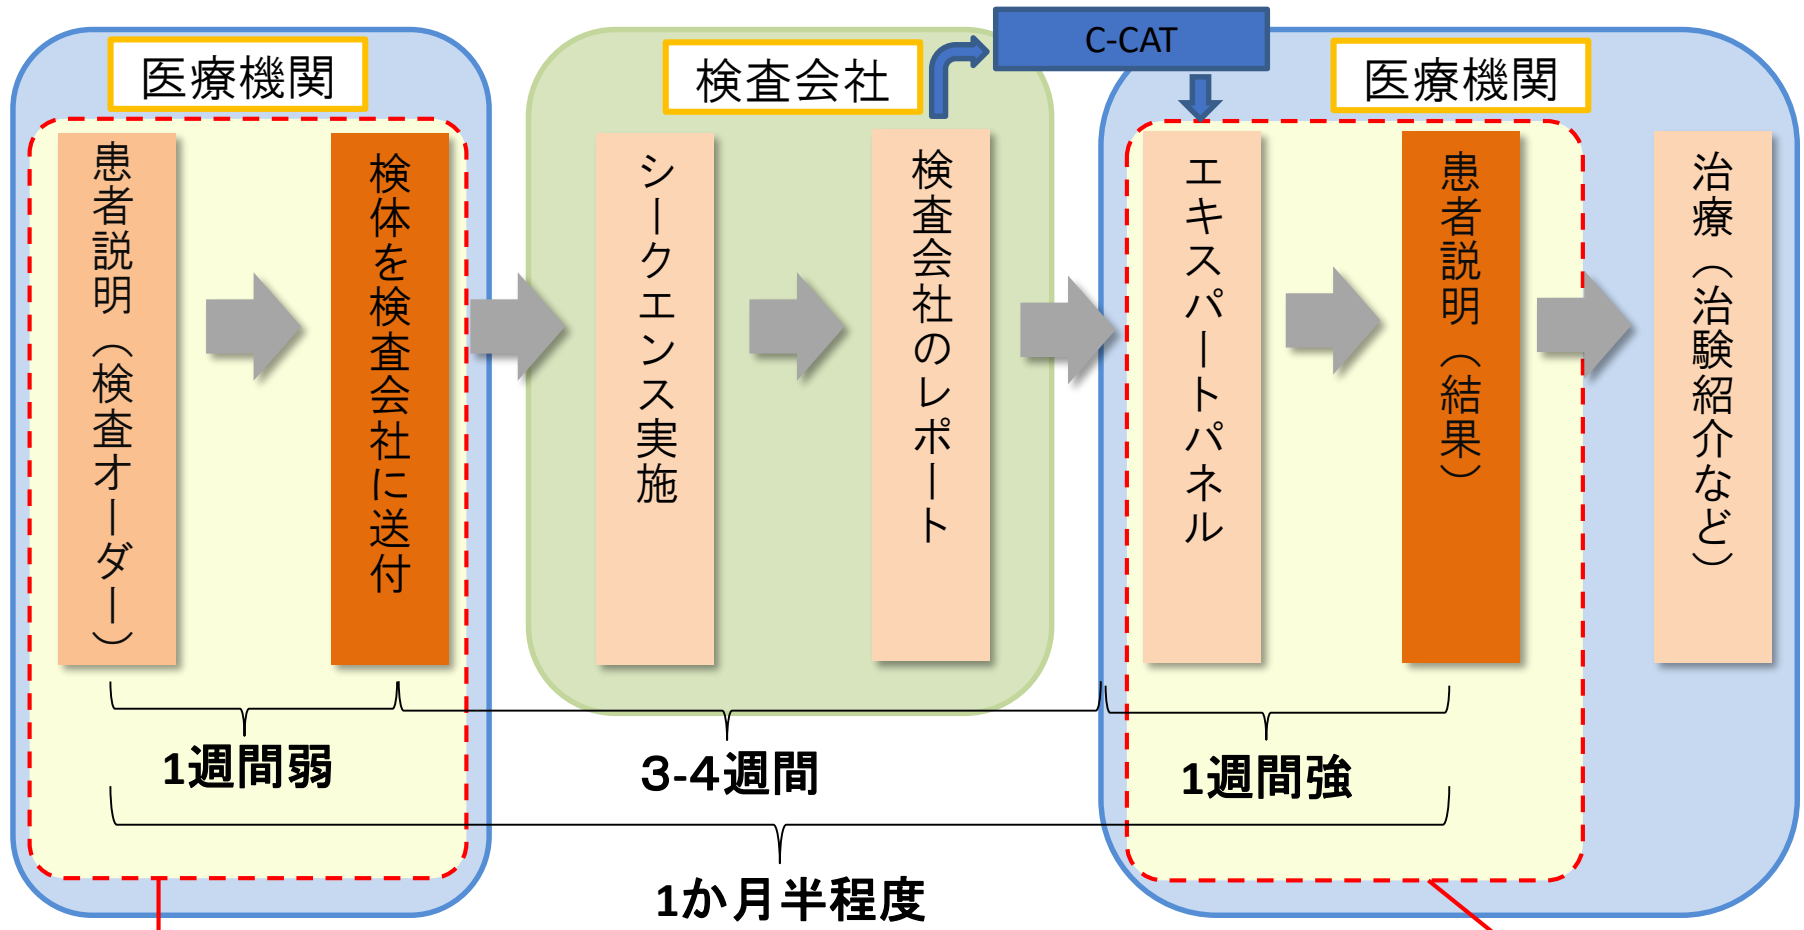 医療機関
検査会社
C-CAT
医療機関
患者説明（検査オーダー）
検体を検査会社に送付
シークエンス実施
検査会社のレポート
エキスパートパネル
患者説明（結果）
治療（治験紹介など）
1週間弱
3-4週間
1週間強
1か月半程度